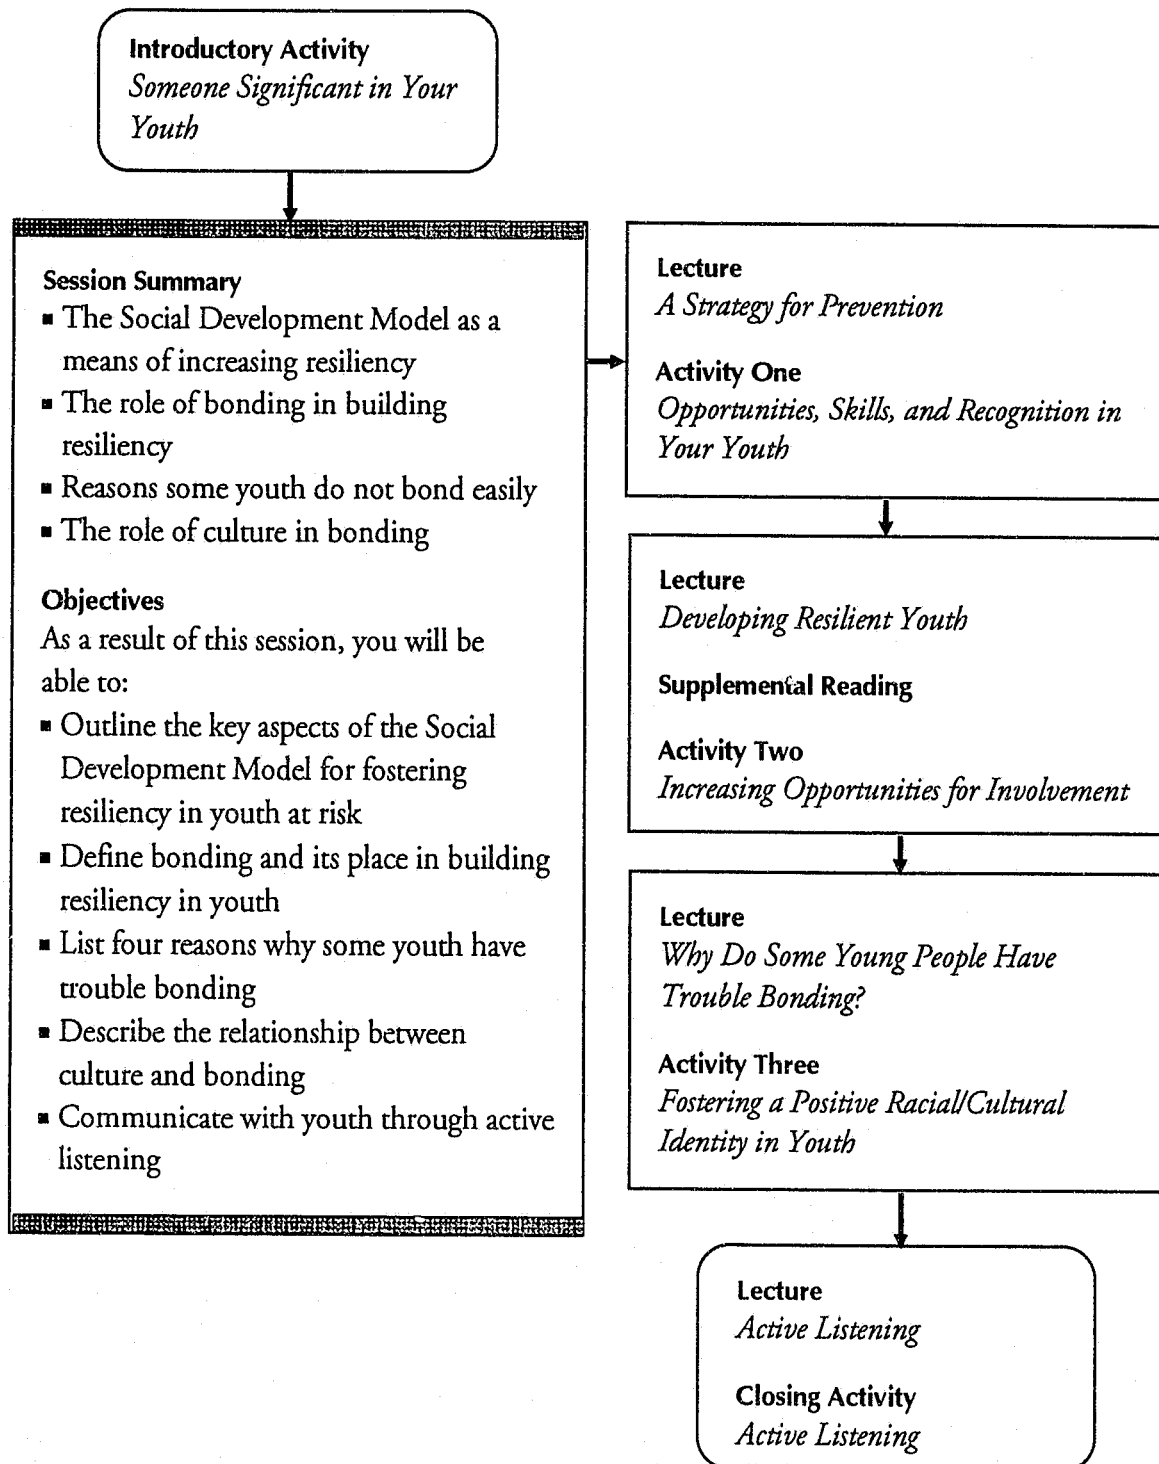 Introductory Activity
Someone Significant in Your
Youth
Session Summary
▪ The Social Development Model as a
means of increasing resiliency
▪ The role of bonding in building
resiliency
▪ Reasons some youth do not bond easily
▪ The role of culture in bonding
Objectives
As a result of this session, you will be
able to:
▪ Outline the key aspects of the Social
Development Model for fostering
resiliency in youth at risk
▪ Define bonding and its place in building
resiliency in youth
▪ List four reasons why some youth have
trouble bonding
▪ Describe the relationship between
culture and bonding
▪ Communicate with youth through active
listening
Lecture
A Strategy for Prevention
Activity One
Opportunities, Skills, and Recognition in
Your Youth
Lecture
Developing Resilient Youth
Supplemental Reading
Activity Two
Increasing Opportunities for Involvement
Lecture
Why Do Some Young People Have
Trouble Bonding?
Activity Three
Fostering a Positive Racial/Cultural
Identity in Youth
Lecture
Active Listening
Closing Activity
Active Listening